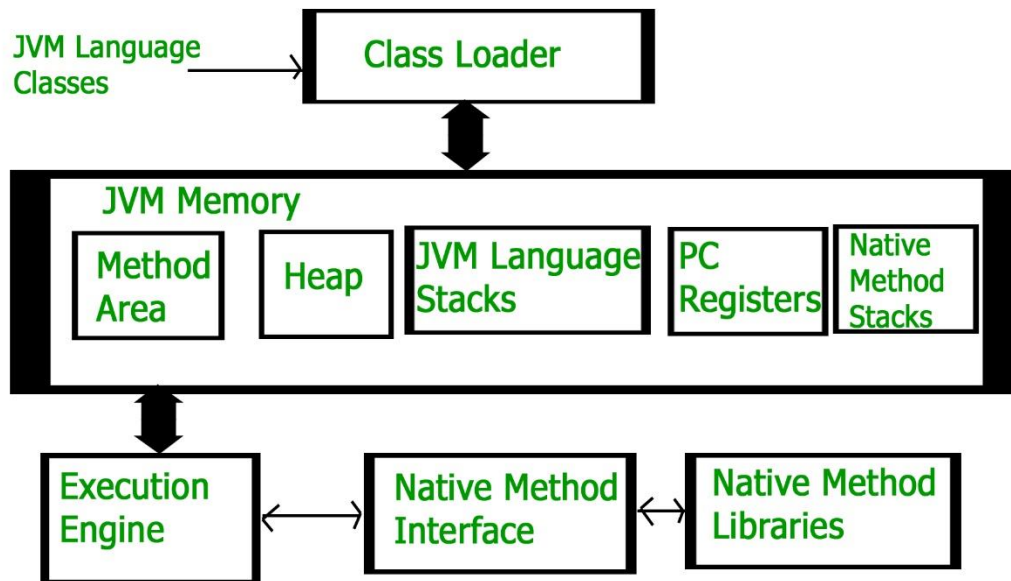 JVM Language
Classes
Class Loader
JVM Memory
Method
Area
Heap
JVM Language
Stacks
PC
Registers
Native
Method
Stacks
Execution
Engine
Native Method
Interface
Native Method
Libraries